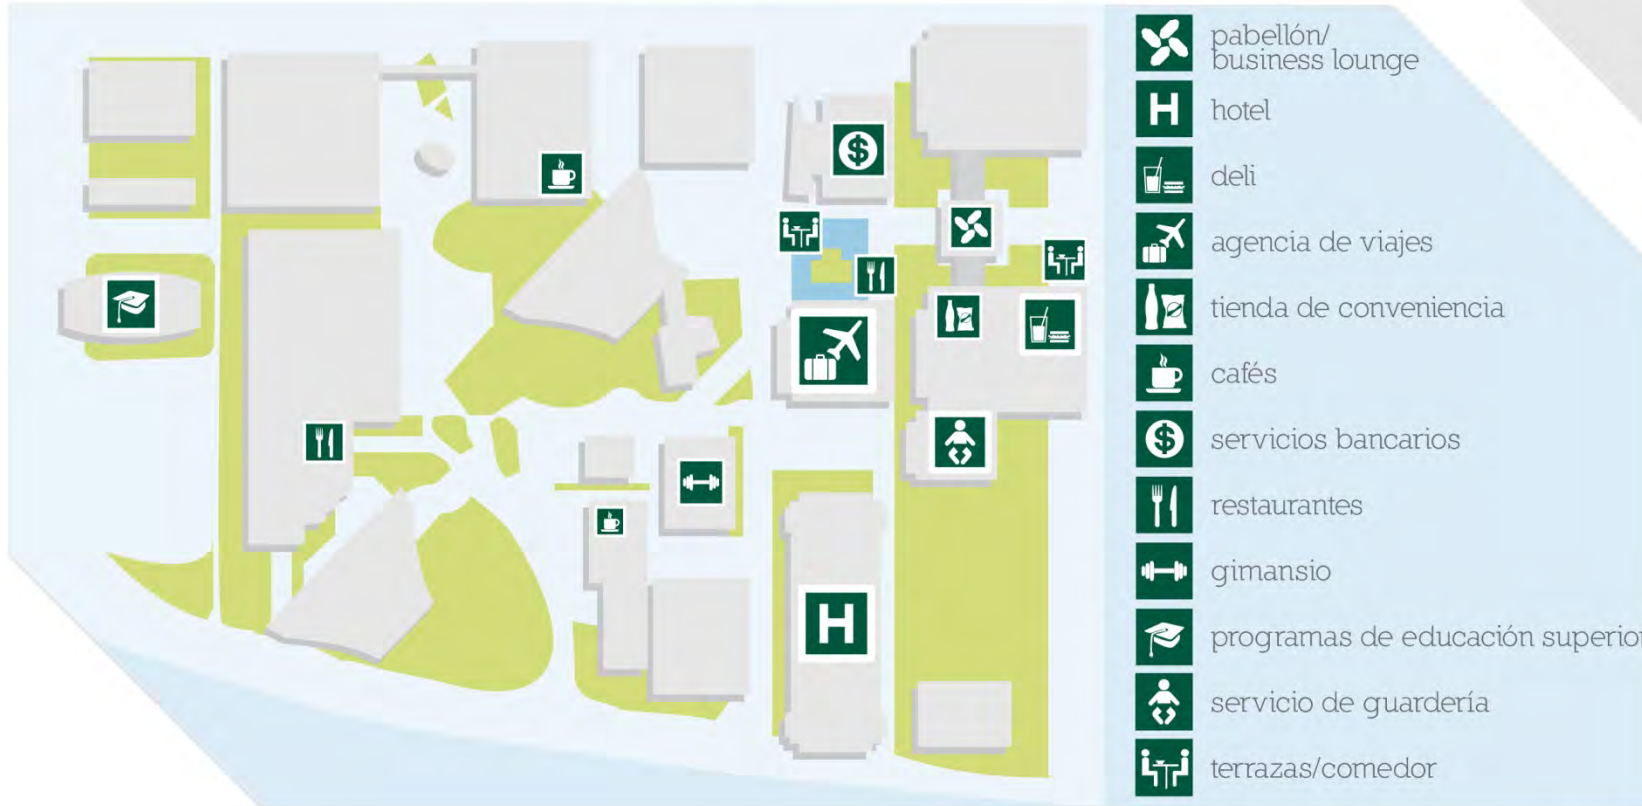 pabellón/
business lounge
H
hotel
deli
agencia de viajes
tienda de conveniencia
cafés
$
servicios bancarios
restaurantes
gimansio
programas de educación superior
servicio de guardería
terrazas/comedor
$
H